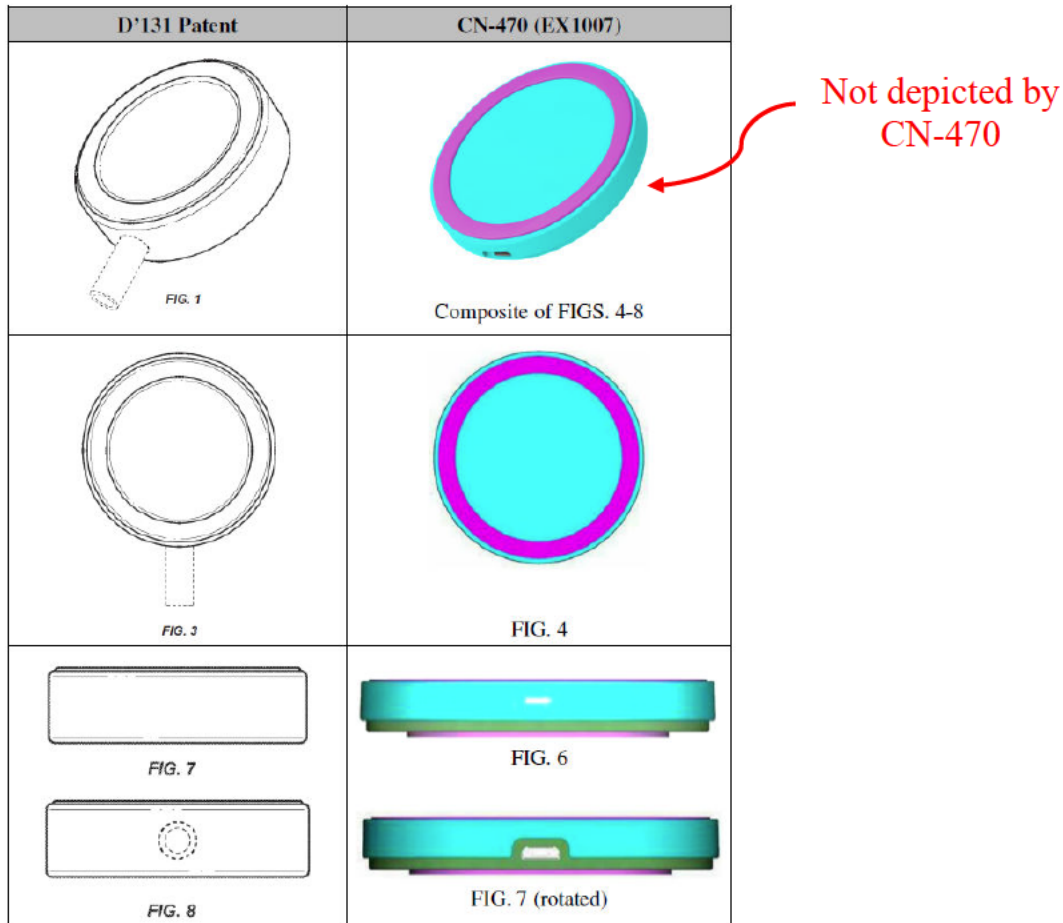 D’131 Patent
CN-470 (EX1007)
FIG. 1
Composite of FIGS. 4-8
Not depicted by
CN-470
FIG. 3
FIG. 4
FIG. 7
FIG. 6
FIG. 8
FIG. 7 (rotated)